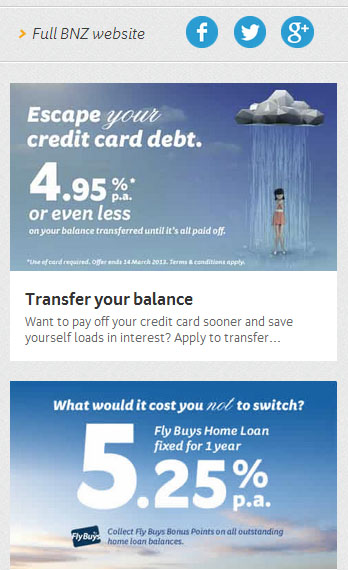 > Full BNZ website
f
g+
Escape your
credit card debt.
4.95%*
p.a.
or even less
on your balance transferred until it's all paid off.
*Use of card required. Offer ends 14 March 2013. Terms & conditions apply.
Transfer your balance
Want to pay off your credit card sooner and save
yourself loads in interest? Apply to transfer...
What would it cost you not to switch?
Fly Buys Home Loan
fixed for 1 year
5.25%
p.a.
Fly Buys
Collect Fly Buys Bonus Points on all outstanding
home loan balances.